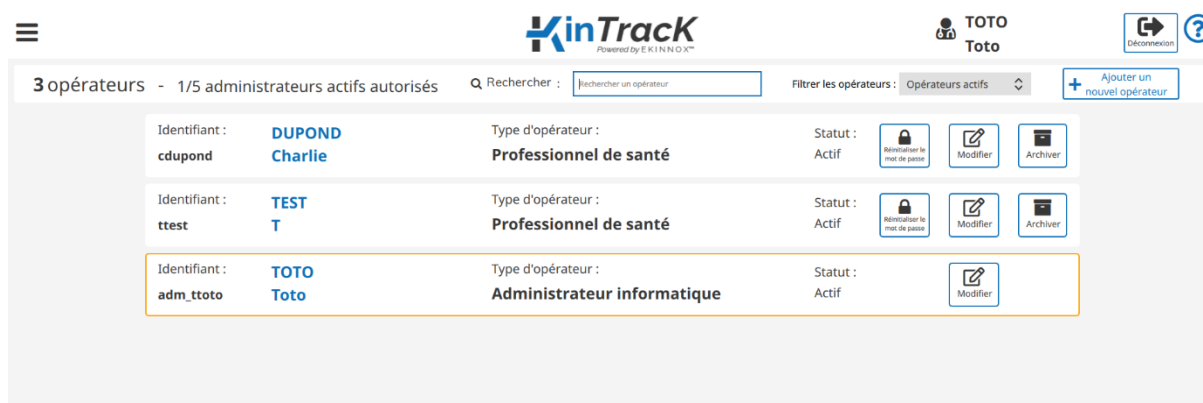 KinTracK
Powered by EKINNOX™
TOTO
Toto
Déconnexion
?
3 opérateurs - 1/5 administrateurs actifs autorisés
Rechercher :
Rechercher un opérateur
Filtrer les opérateurs :
Opérateurs actifs
+ Ajouter un
nouvel opérateur
Identifiant :
cdupond
DUPOND
Charlie
Type d'opérateur :
Professionnel de santé
Statut :
Actif
Réinitialiser le
mot de passe
Modifier
Archiver
Identifiant :
ttest
TEST
T
Type d'opérateur :
Professionnel de santé
Statut :
Actif
Réinitialiser le
mot de passe
Modifier
Archiver
Identifiant :
adm_ttoto
TOTO
Toto
Type d'opérateur :
Administrateur informatique
Statut :
Actif
Modifier